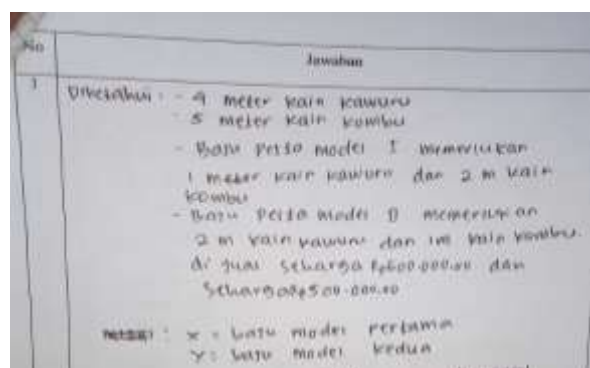 No
Jawaban
1
Diketahui : - 4 meter kain kawuru
- 5 meter kain kombu
- Baju Pesta model I memerlukan
1 meter kain kawuru dan 2 m kain
kombu
- Baju Pesta model II memerlukan
2 m kain kawuru dan 1m kain kombu.
di jual seharga Rp600.000.00 dan
seharga Rp500.000.00
: x = baju model pertama
Y : baju model kedua